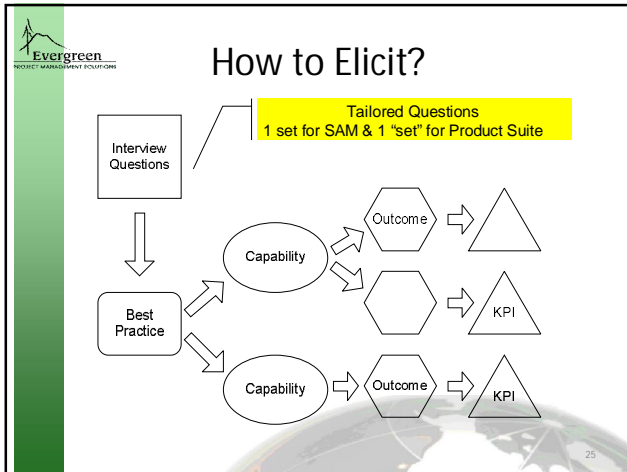 Evergreen
PROJECT MANAGEMENT SOLUTIONS
How to Elicit?
Tailored Questions
1 set for SAM & 1 “set” for Product Suite
Interview
Questions
Outcome
Capability
Best
Practice
KPI
Capability
Outcome
KPI
25